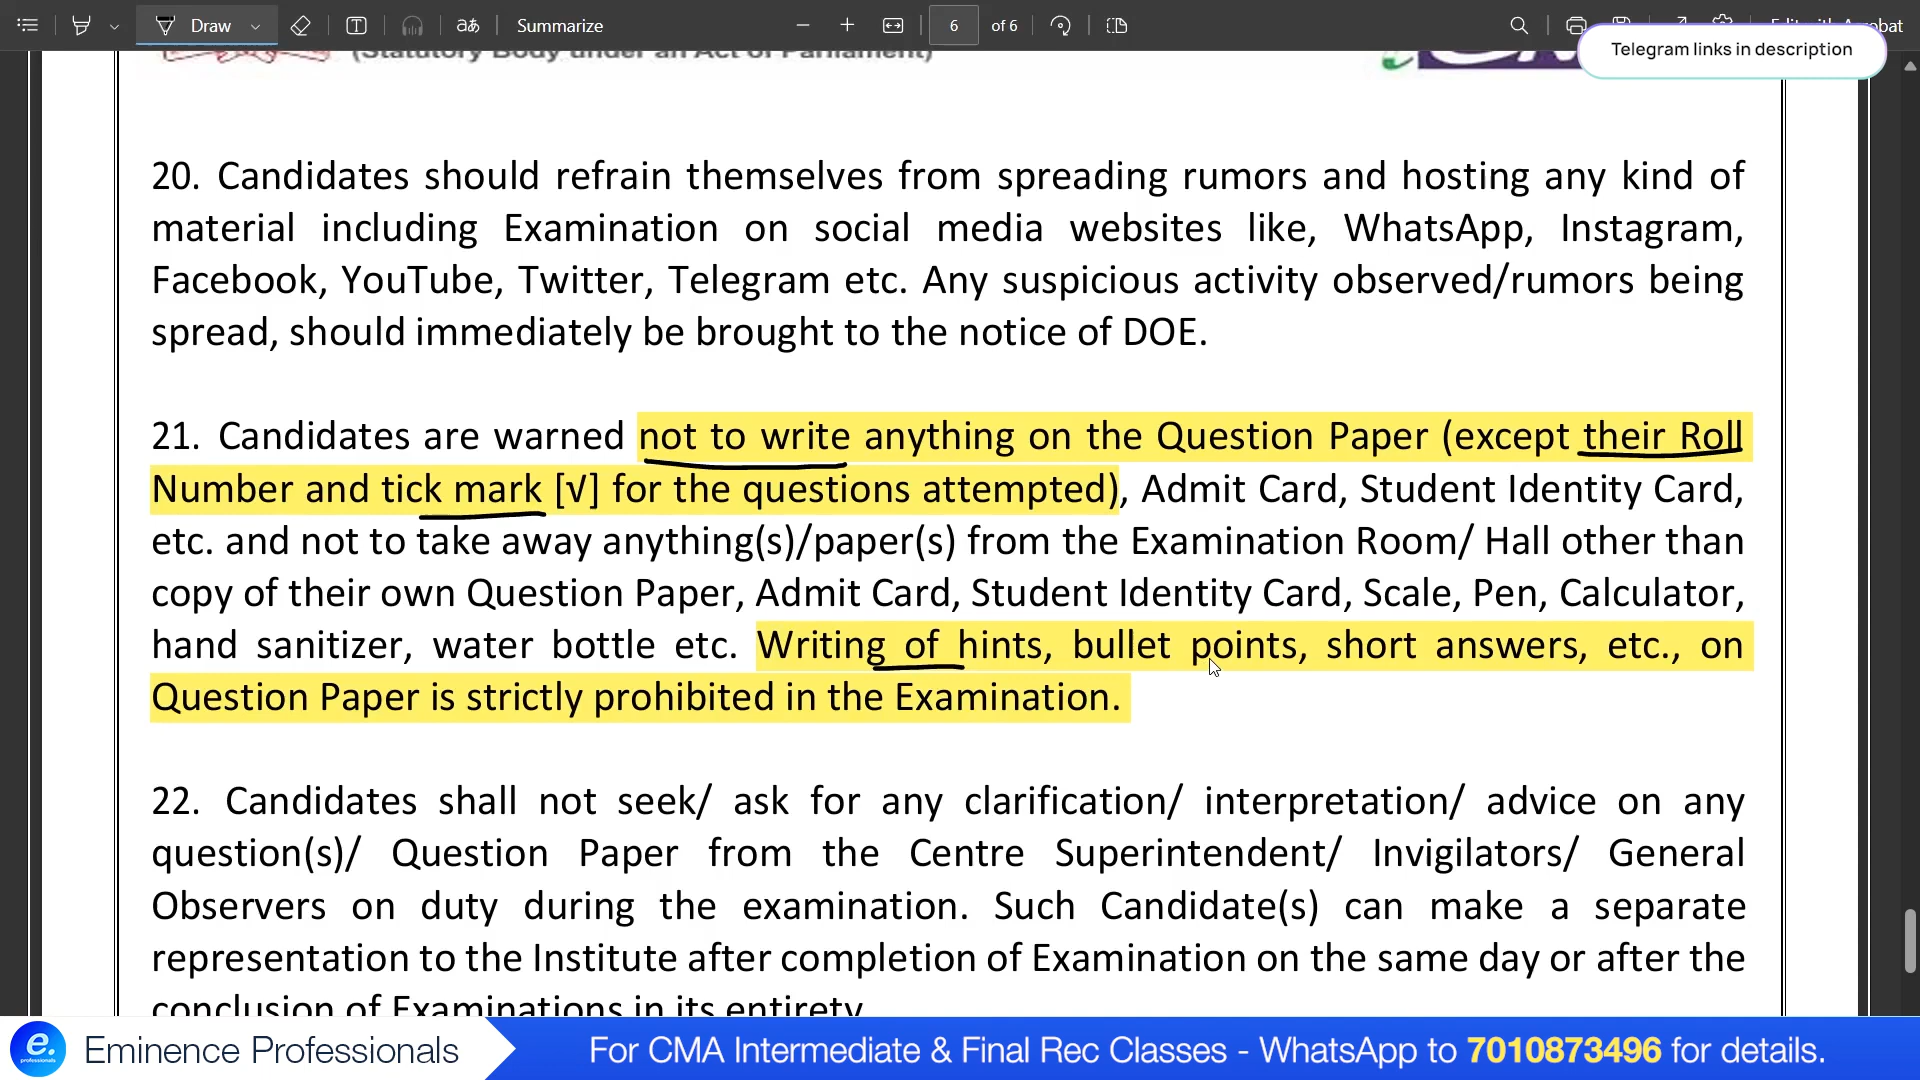 Draw
Summarize
6
of 6
Telegram links in description
(Statutory Body under an Act of Parliament)
20. Candidates should refrain themselves from spreading rumors and hosting any kind of
material including Examination on social media websites like, WhatsApp, Instagram,
Facebook, YouTube, Twitter, Telegram etc. Any suspicious activity observed/rumors being
spread, should immediately be brought to the notice of DOE.
21. Candidates are warned not to write anything on the Question Paper (except their Roll
Number and tick mark [√] for the questions attempted), Admit Card, Student Identity Card,
etc. and not to take away anything(s)/paper(s) from the Examination Room/ Hall other than
copy of their own Question Paper, Admit Card, Student Identity Card, Scale, Pen, Calculator,
hand sanitizer, water bottle etc. Writing of hints, bullet points, short answers, etc., on
Question Paper is strictly prohibited in the Examination.
22. Candidates shall not seek/ ask for any clarification/ interpretation/ advice on any
question(s)/ Question Paper from the Centre Superintendent/ Invigilators/ General
Observers on duty during the examination. Such Candidate(s) can make a separate
representation to the Institute after completion of Examination on the same day or after the
conclusion of Examinations in its entirety
e.
professionals
Eminence Professionals
For CMA Intermediate & Final Rec Classes - WhatsApp to 7010873496 for details.